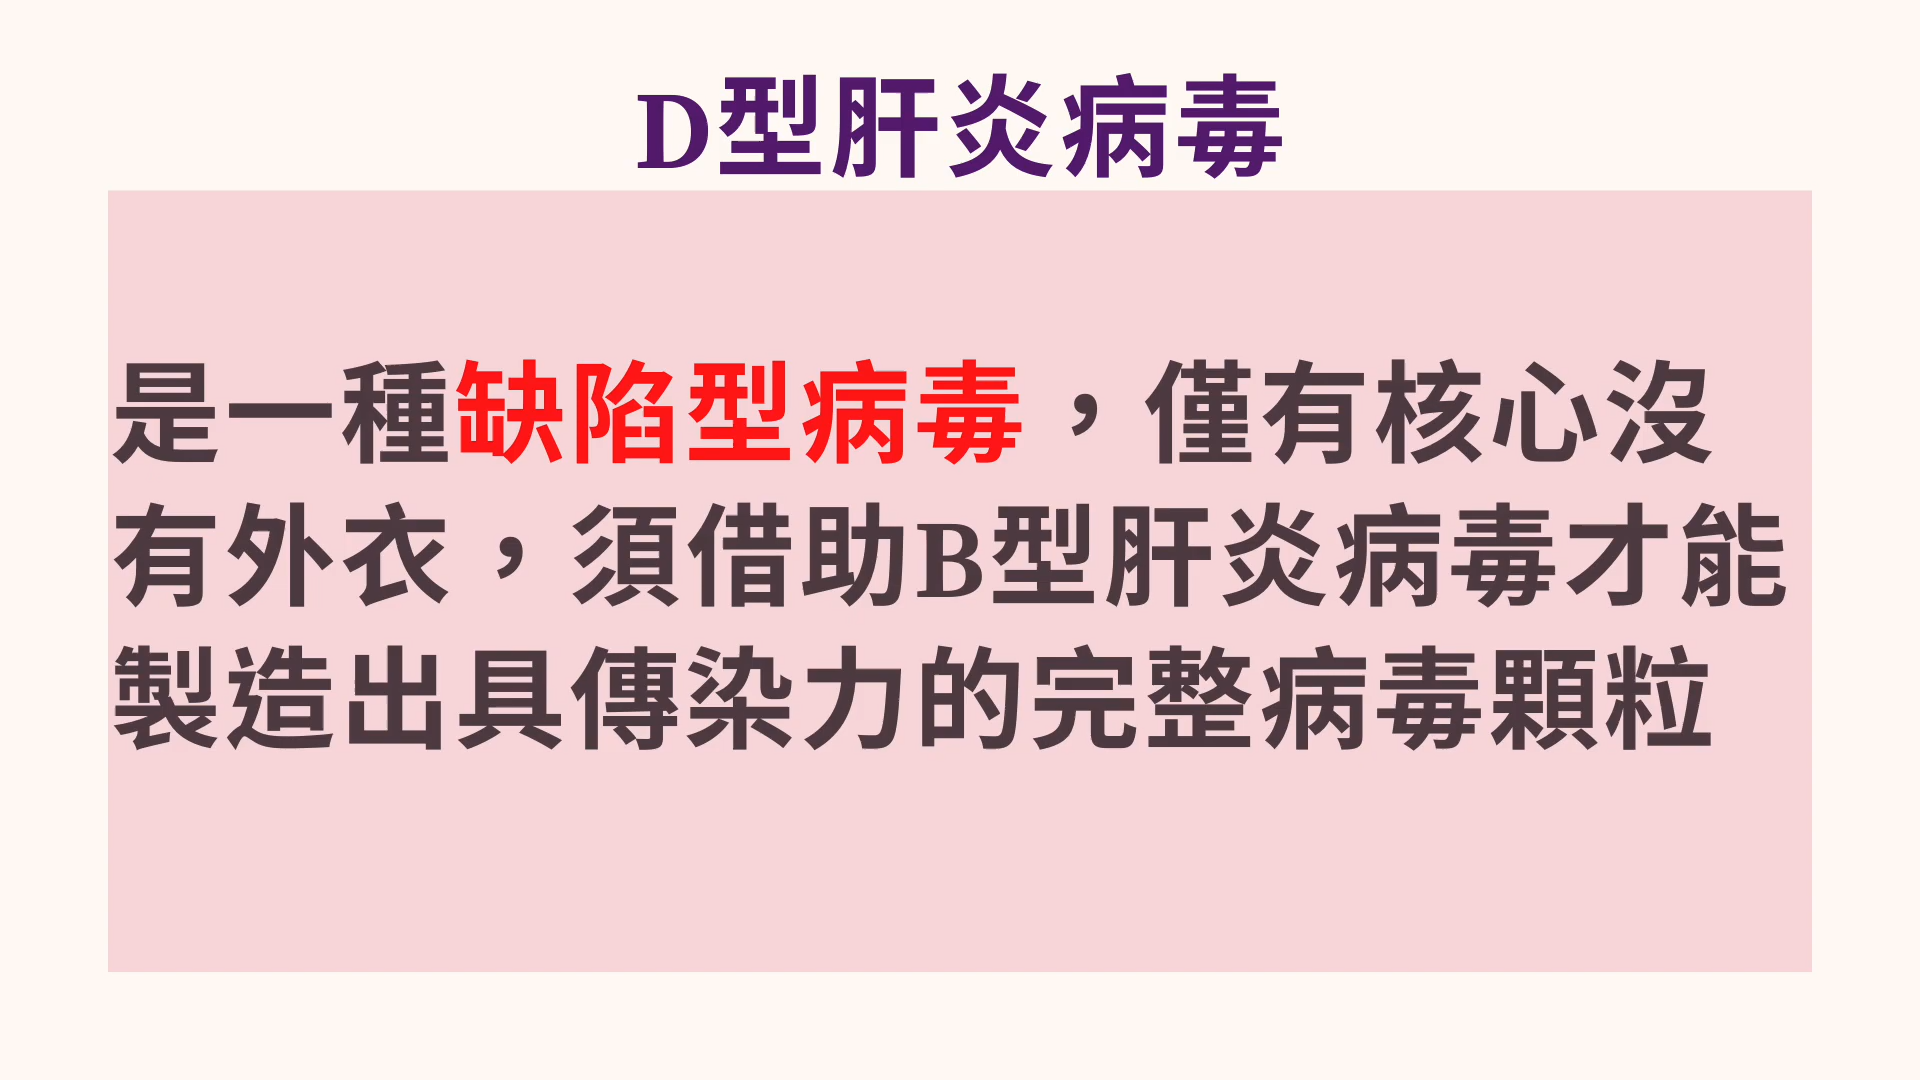 D型肝炎病毒
是一種缺陷型病毒，僅有核心沒
有外衣，須借助B型肝炎病毒才能
製造出具傳染力的完整病毒顆粒